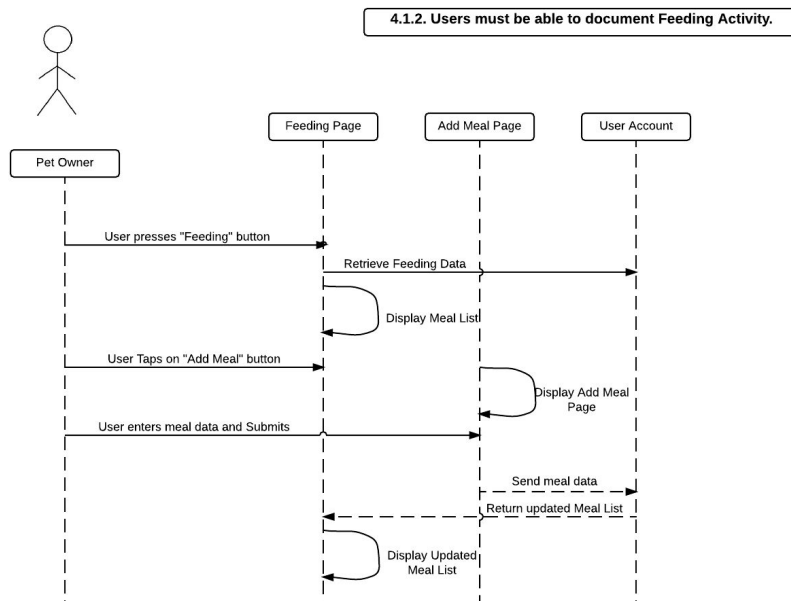 4.1.2. Users must be able to document Feeding Activity.
Feeding Page
Add Meal Page
User Account
Pet Owner
User presses "Feeding" button
Retrieve Feeding Data
Display Meal List
User Taps on "Add Meal" button
Display Add Meal
Page
User enters meal data and Submits
Send meal data
Return updated Meal List
Display Updated
Meal List